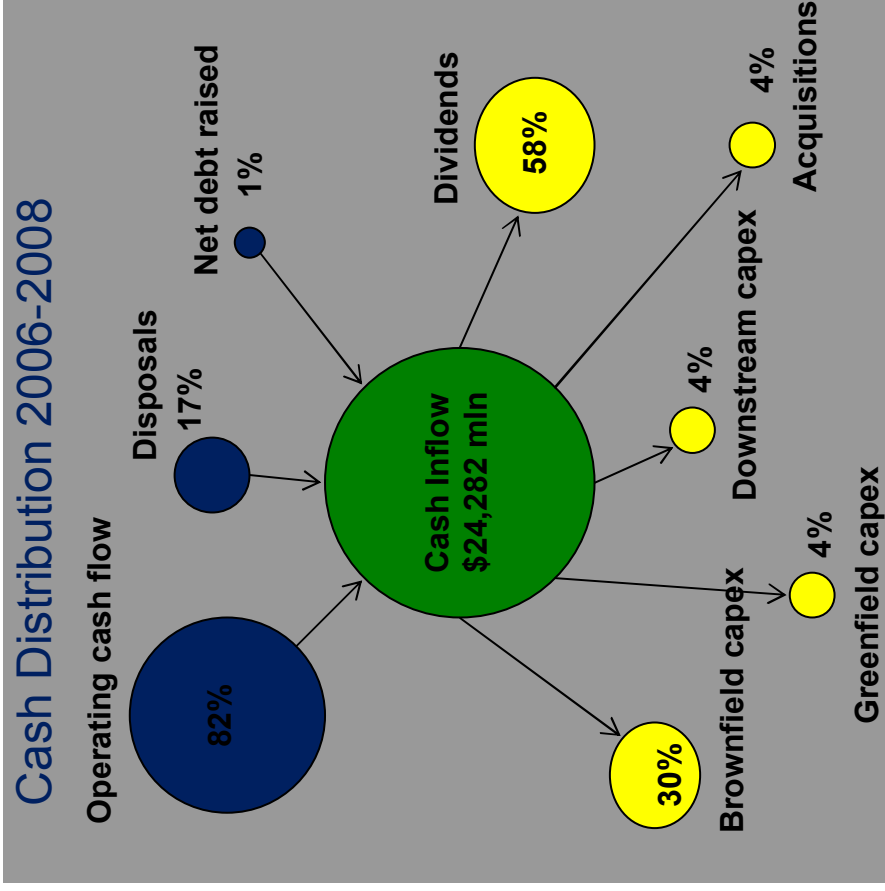 Cash Distribution 2006-2008
Operating cash flow
82%
Disposals
17%
Net debt raised
1%
Cash Inflow
$24,282 mln
Dividends
58%
30%
Brownfield capex
4%
Greenfield capex
4%
Downstream capex
4%
Acquisitions